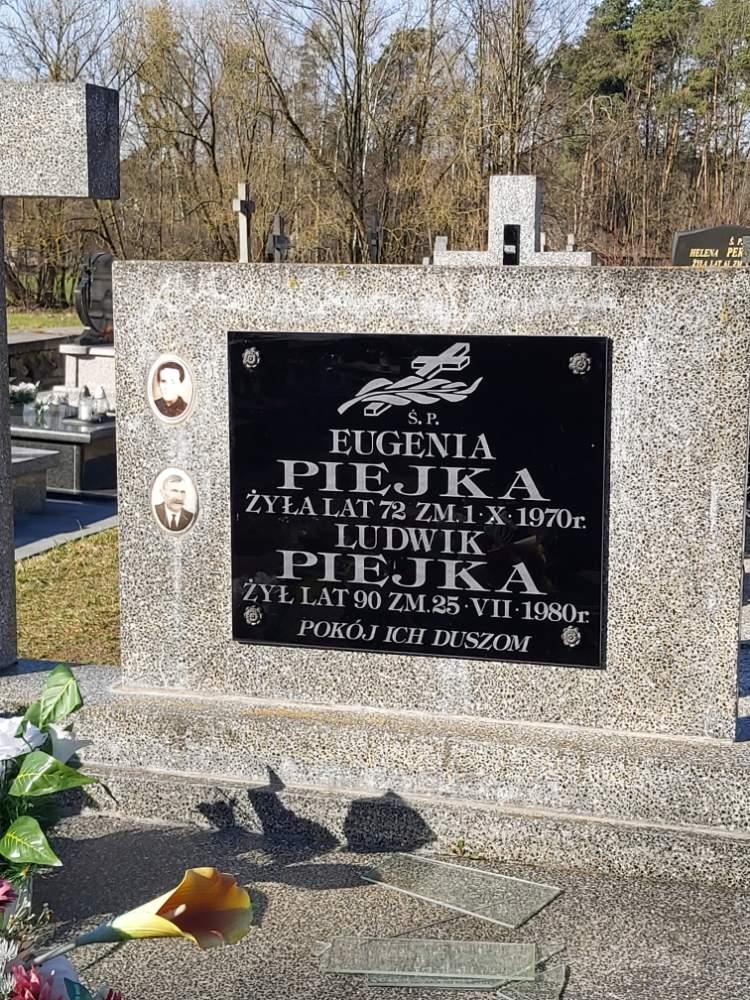 Ś. P.
EUGENIA
PIEJKA
ŻYŁA LAT 72 ZM. 1·X·1970r.
LUDWIK
PIEJKA
ŻYŁ LAT 90 ZM. 25·VII·1980r.
POKÓJ ICH DUSZOM
Ś. P.
HELENA